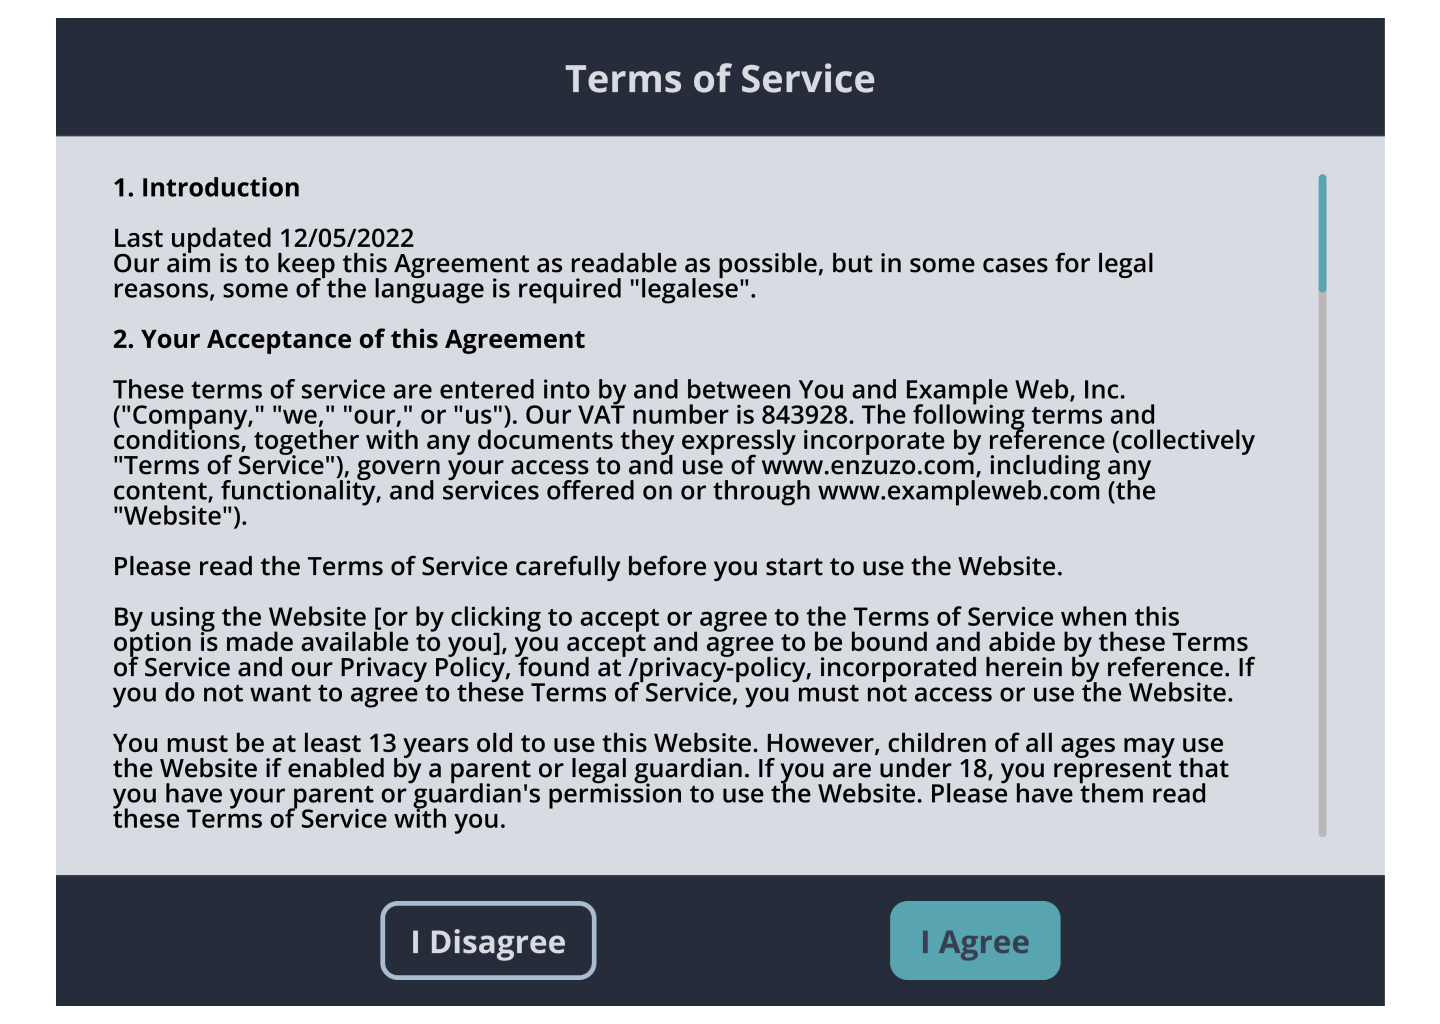 Terms of Service
1. Introduction
Last updated 12/05/2022
Our aim is to keep this Agreement as readable as possible, but in some cases for legal
reasons, some of the language is required "legalese".
2. Your Acceptance of this Agreement
These terms of service are entered into by and between You and Example Web, Inc.
("Company," "we," "our," or "us"). Our VAT number is 843928. The following terms and
conditions, together with any documents they expressly incorporate by reference (collectively
"Terms of Service"), govern your access to and use of www.enzuzo.com, including any
content, functionality, and services offered on or through www.exampleweb.com (the
"Website").
Please read the Terms of Service carefully before you start to use the Website.
By using the Website [or by clicking to accept or agree to the Terms of Service when this
option is made available to you], you accept and agree to be bound and abide by these Terms
of Service and our Privacy Policy, found at /privacy-policy, incorporated herein by reference. If
you do not want to agree to these Terms of Service, you must not access or use the Website.
You must be at least 13 years old to use this Website. However, children of all ages may use
the Website if enabled by a parent or legal guardian. If you are under 18, you represent that
you have your parent or guardian's permission to use the Website. Please have them read
these Terms of Service with you.
I Disagree
I Agree